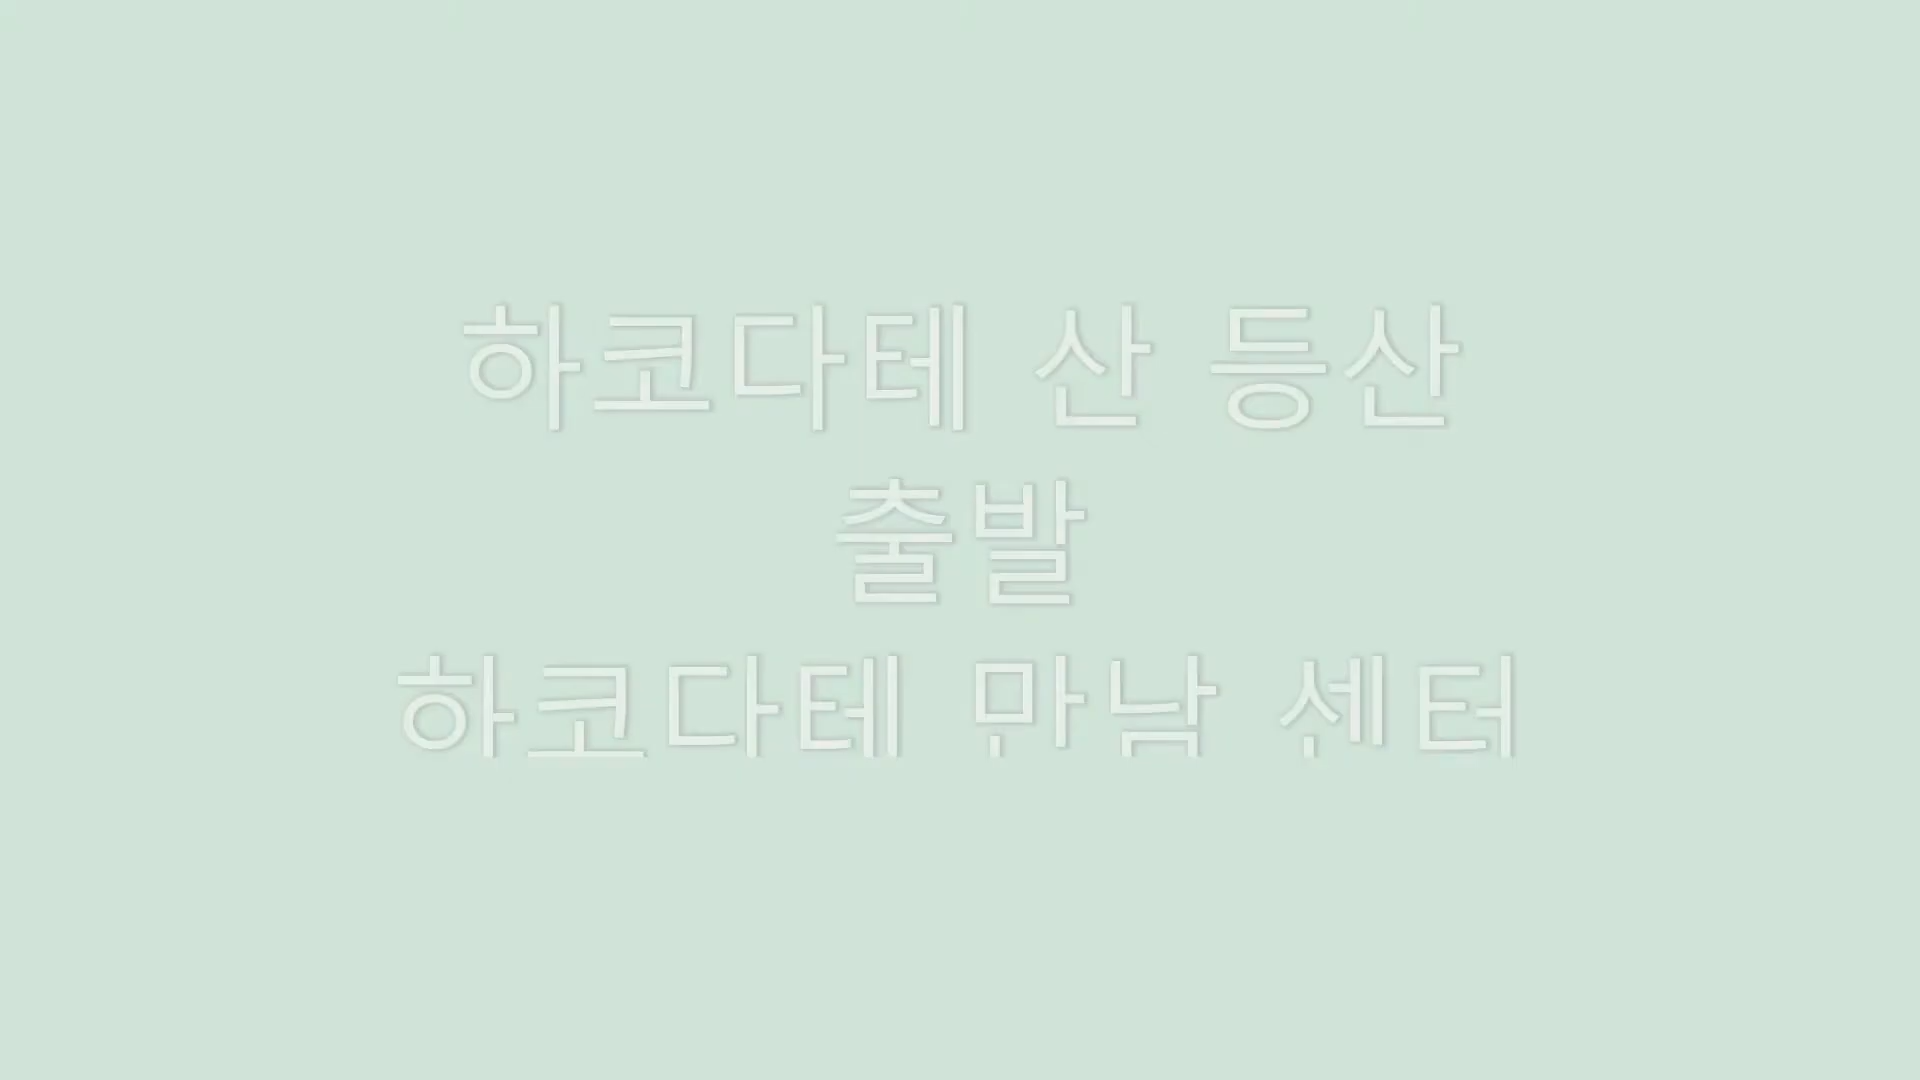 하코다테 산 등산
출발
하코다테 만남 센터